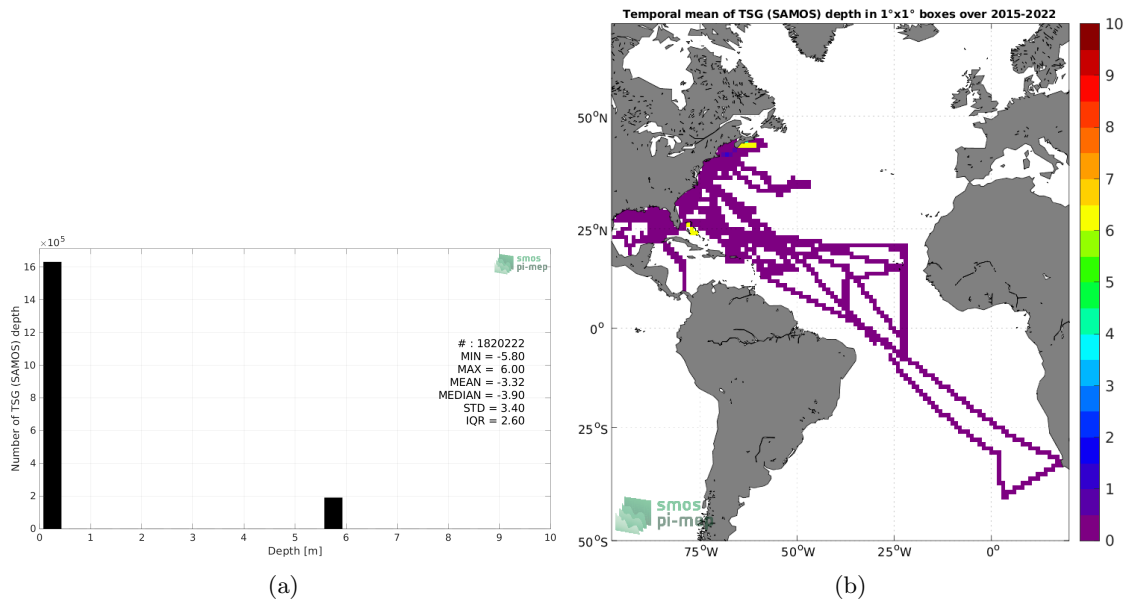 ×10⁵
16
14
12
10
8
6
4
2
0
Number of TSG (SAMOS) depth
smos
pi-mep
# : 1820222
MIN = -5.80
MAX = 6.00
MEAN = -3.32
MEDIAN = -3.90
STD = 3.40
IQR = 2.60
0 1 2 3 4 5 6 7 8 9 10
Depth [m]
(a)
Temporal mean of TSG (SAMOS) depth in 1°x1° boxes over 2015-2022
50°N
25°N
0°
25°S
50°S
75°W 50°W 25°W 0°
smos
pi-mep
10
9
8
7
6
5
4
3
2
1
0
(b)